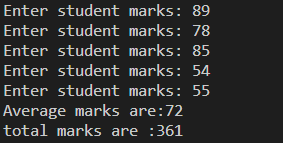 Enter student marks: 89
Enter student marks: 78
Enter student marks: 85
Enter student marks: 54
Enter student marks: 55
Average marks are:72
total marks are :361